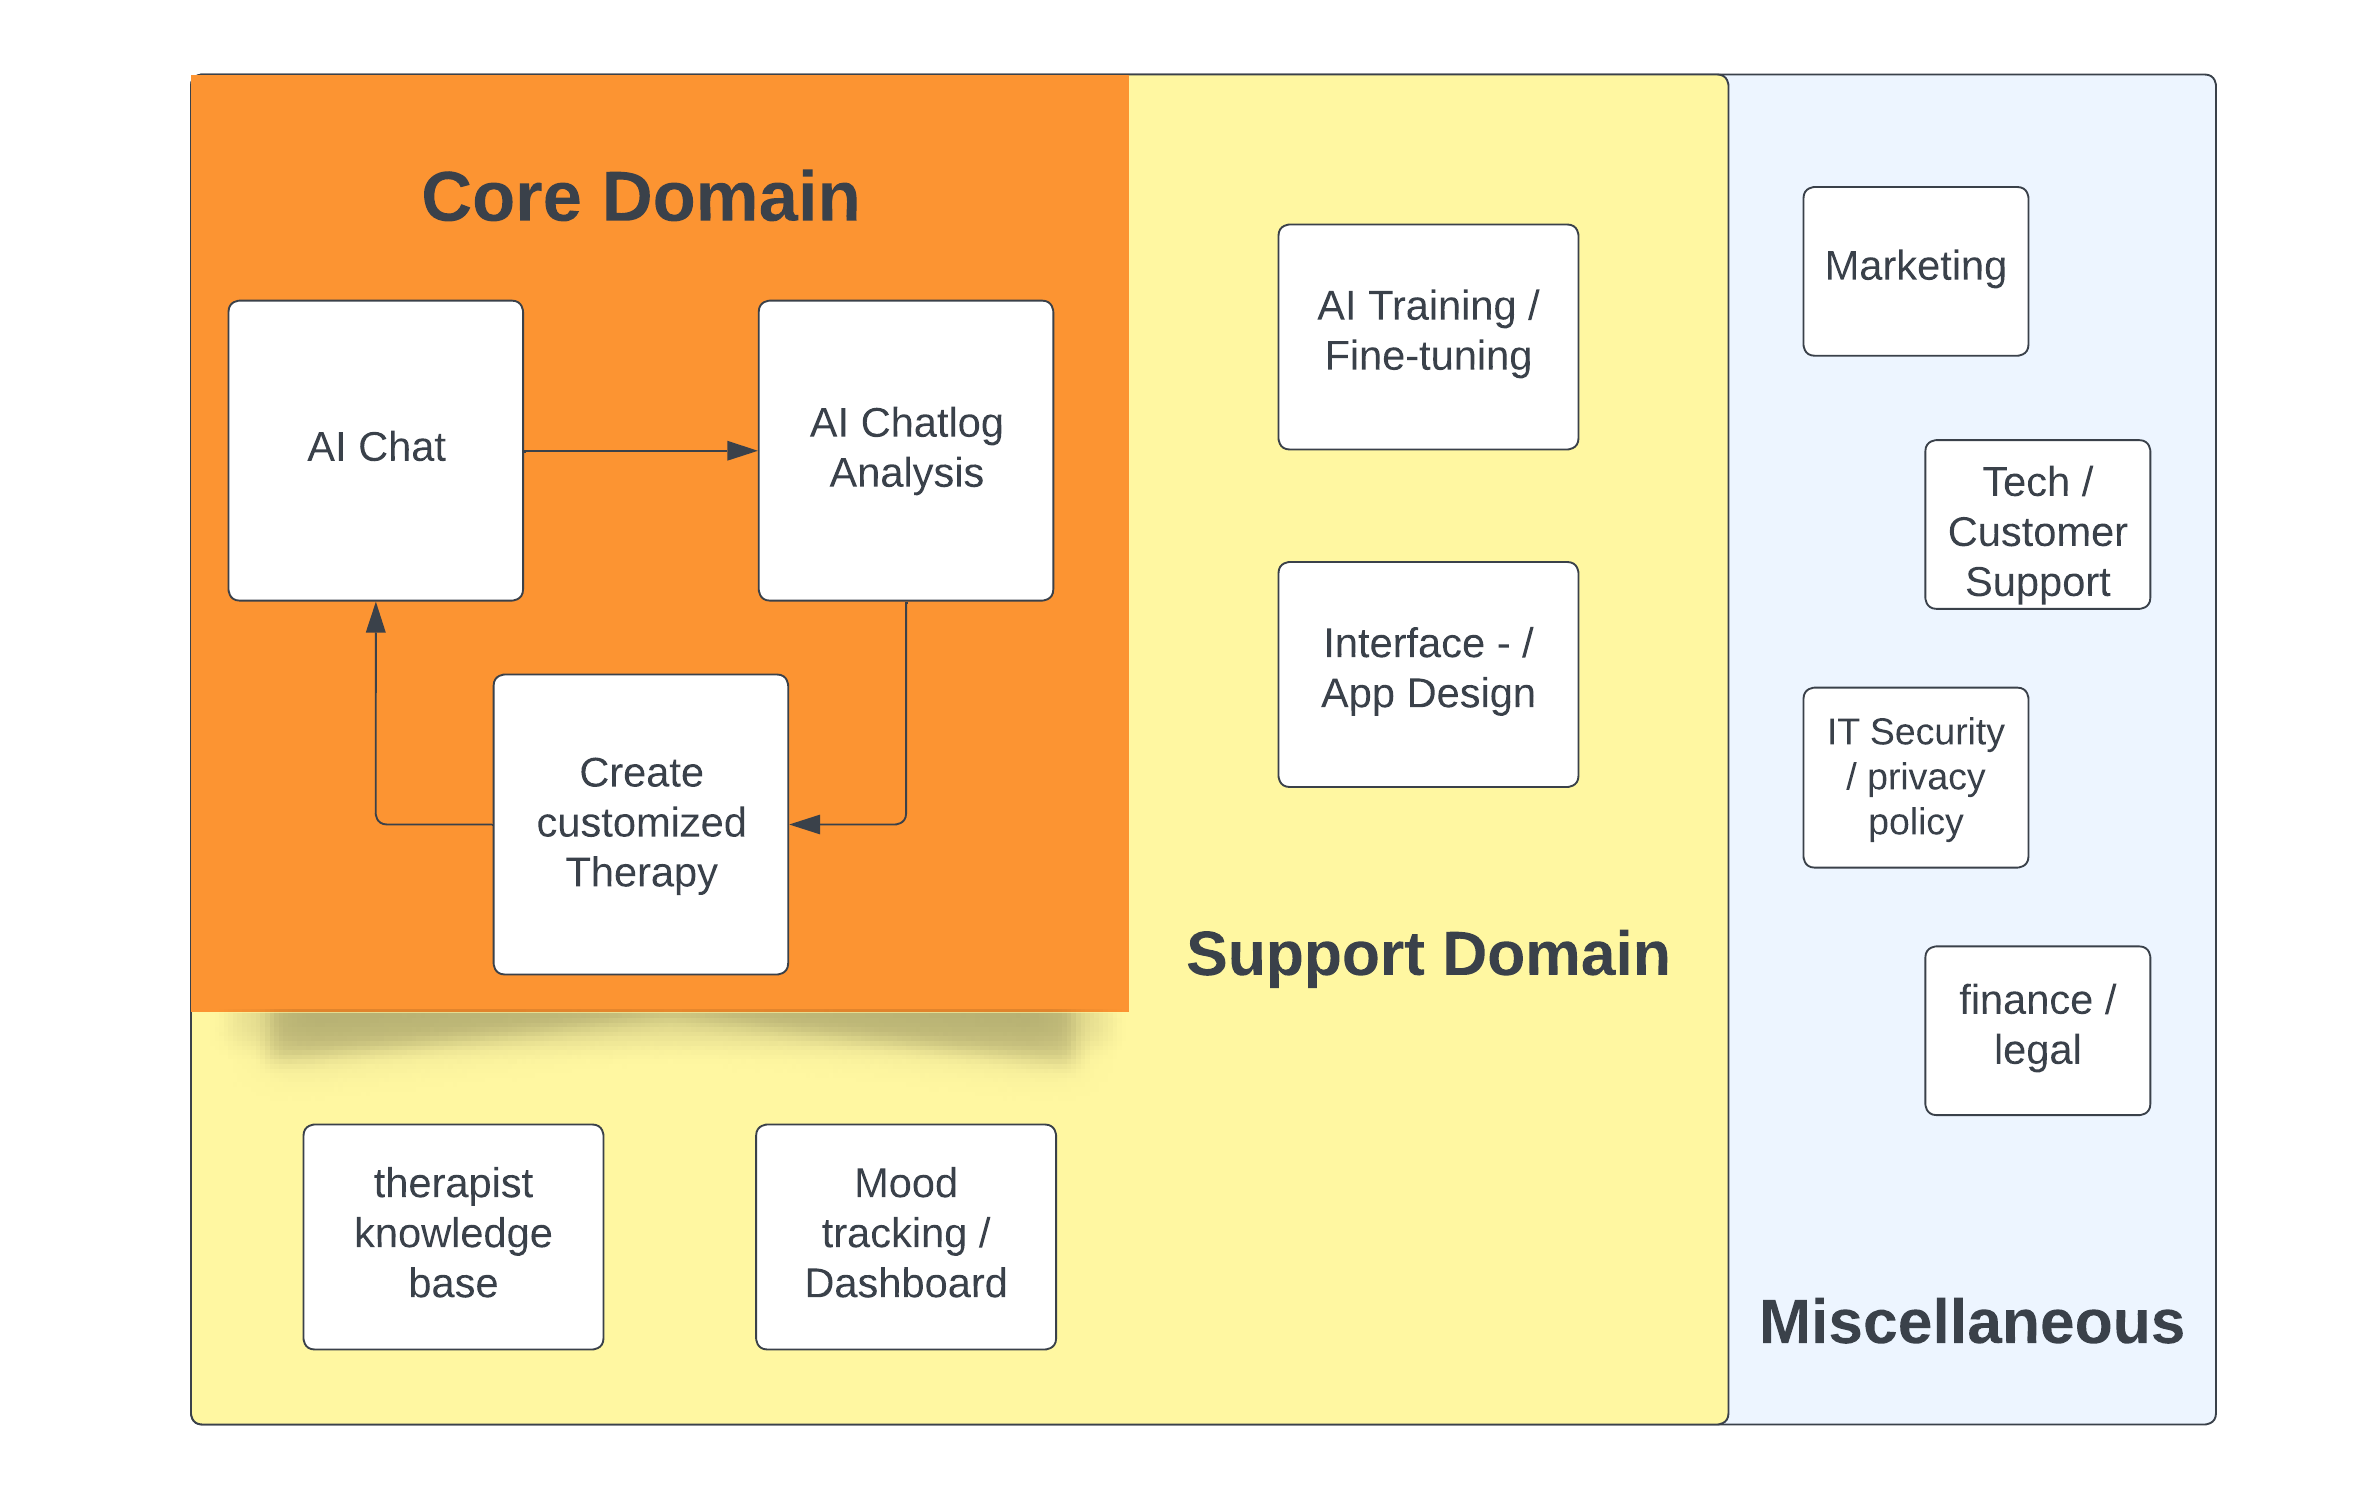 Core Domain
AI Chat
AI Chatlog
Analysis
Create
customized
Therapy
AI Training /
Fine-tuning
Interface - /
App Design
Support Domain
therapist
knowledge
base
Mood
tracking /
Dashboard
Marketing
Tech /
Customer
Support
IT Security
/ privacy
policy
finance /
legal
Miscellaneous